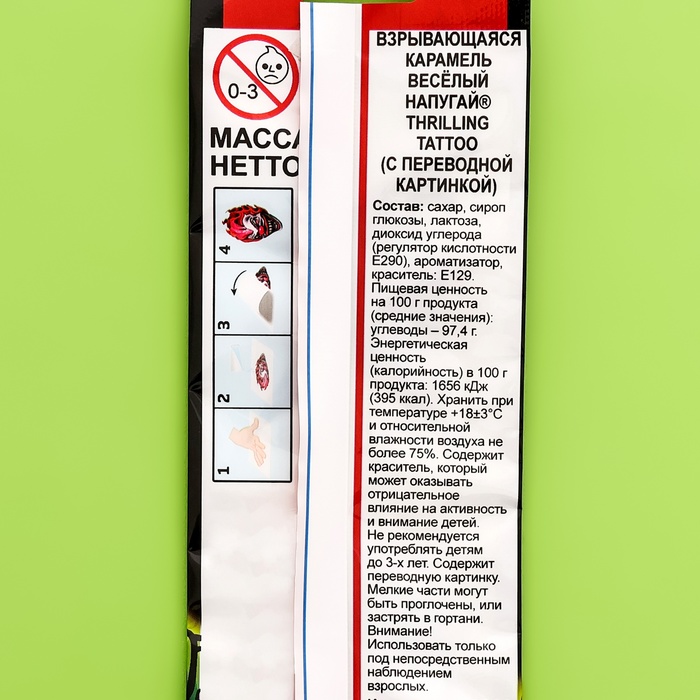 0-3
МАССА
НЕТТО
4
3
2
1
ВЗРЫВАЮЩАЯСЯ
КАРАМЕЛЬ
ВЕСЁЛЫЙ
НАПУГАЙ®
THRILLING
TATTOO
(С ПЕРЕВОДНОЙ
КАРТИНКОЙ)
Состав: сахар, сироп
глюкозы, лактоза,
диоксид углерода
(регулятор кислотности
Е290), ароматизатор,
краситель: Е129.
Пищевая ценность
на 100 г продукта
(средние значения):
углеводы – 97,4 г.
Энергетическая
ценность
(калорийность) в 100 г
продукта: 1656 кДж
(395 ккал). Хранить при
температуре +18±3°С
и относительной
влажности воздуха не
более 75%. Содержит
краситель, который
может оказывать
отрицательное
влияние на активность
и внимание детей.
Не рекомендуется
употреблять детям
до 3-х лет. Содержит
переводную картинку.
Мелкие части могут
быть проглочены, или
застрять в гортани.
Внимание!
Использовать только
под непосредственным
наблюдением
взрослых.